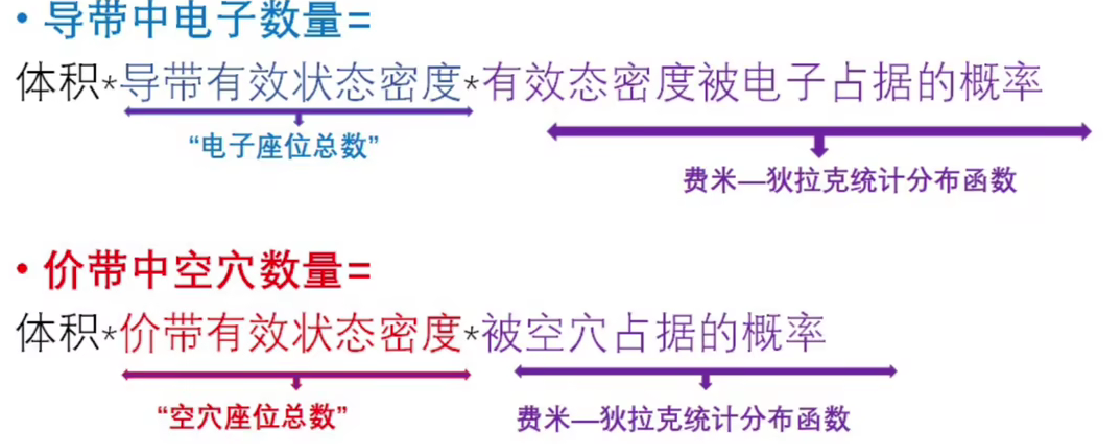 • 导带中电子数量=
体积*导带有效状态密度*有效态密度被电子占据的概率
“电子座位总数”
费米—狄拉克统计分布函数
• 价带中空穴数量=
体积*价带有效状态密度*被空穴占据的概率
“空穴座位总数”
费米—狄拉克统计分布函数